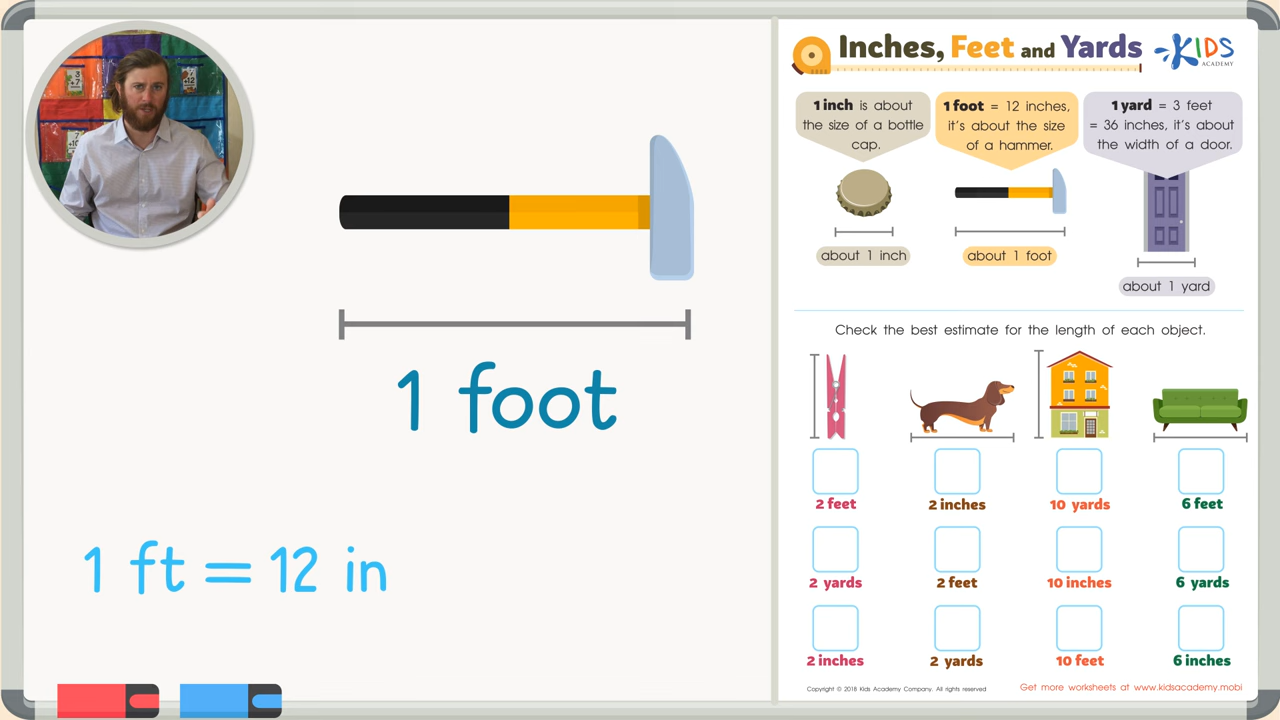 1 foot
1 ft = 12 in
Inches, Feet and Yards
KIDS
ACADEMY
1 inch is about
the size of a bottle
cap.
1 foot = 12 inches,
it's about the size
of a hammer.
1 yard = 3 feet
= 36 inches, it's about
the width of a door.
about 1 inch
about 1 foot
about 1 yard
Check the best estimate for the length of each object.
2 feet 2 inches 10 yards 6 feet
2 yards 2 feet 10 inches 6 yards
2 inches 2 yards 10 feet 6 inches
Copyright © 2018 Kids Academy Company. All rights reserved
Get more worksheets at www.kidsacademy.mobi